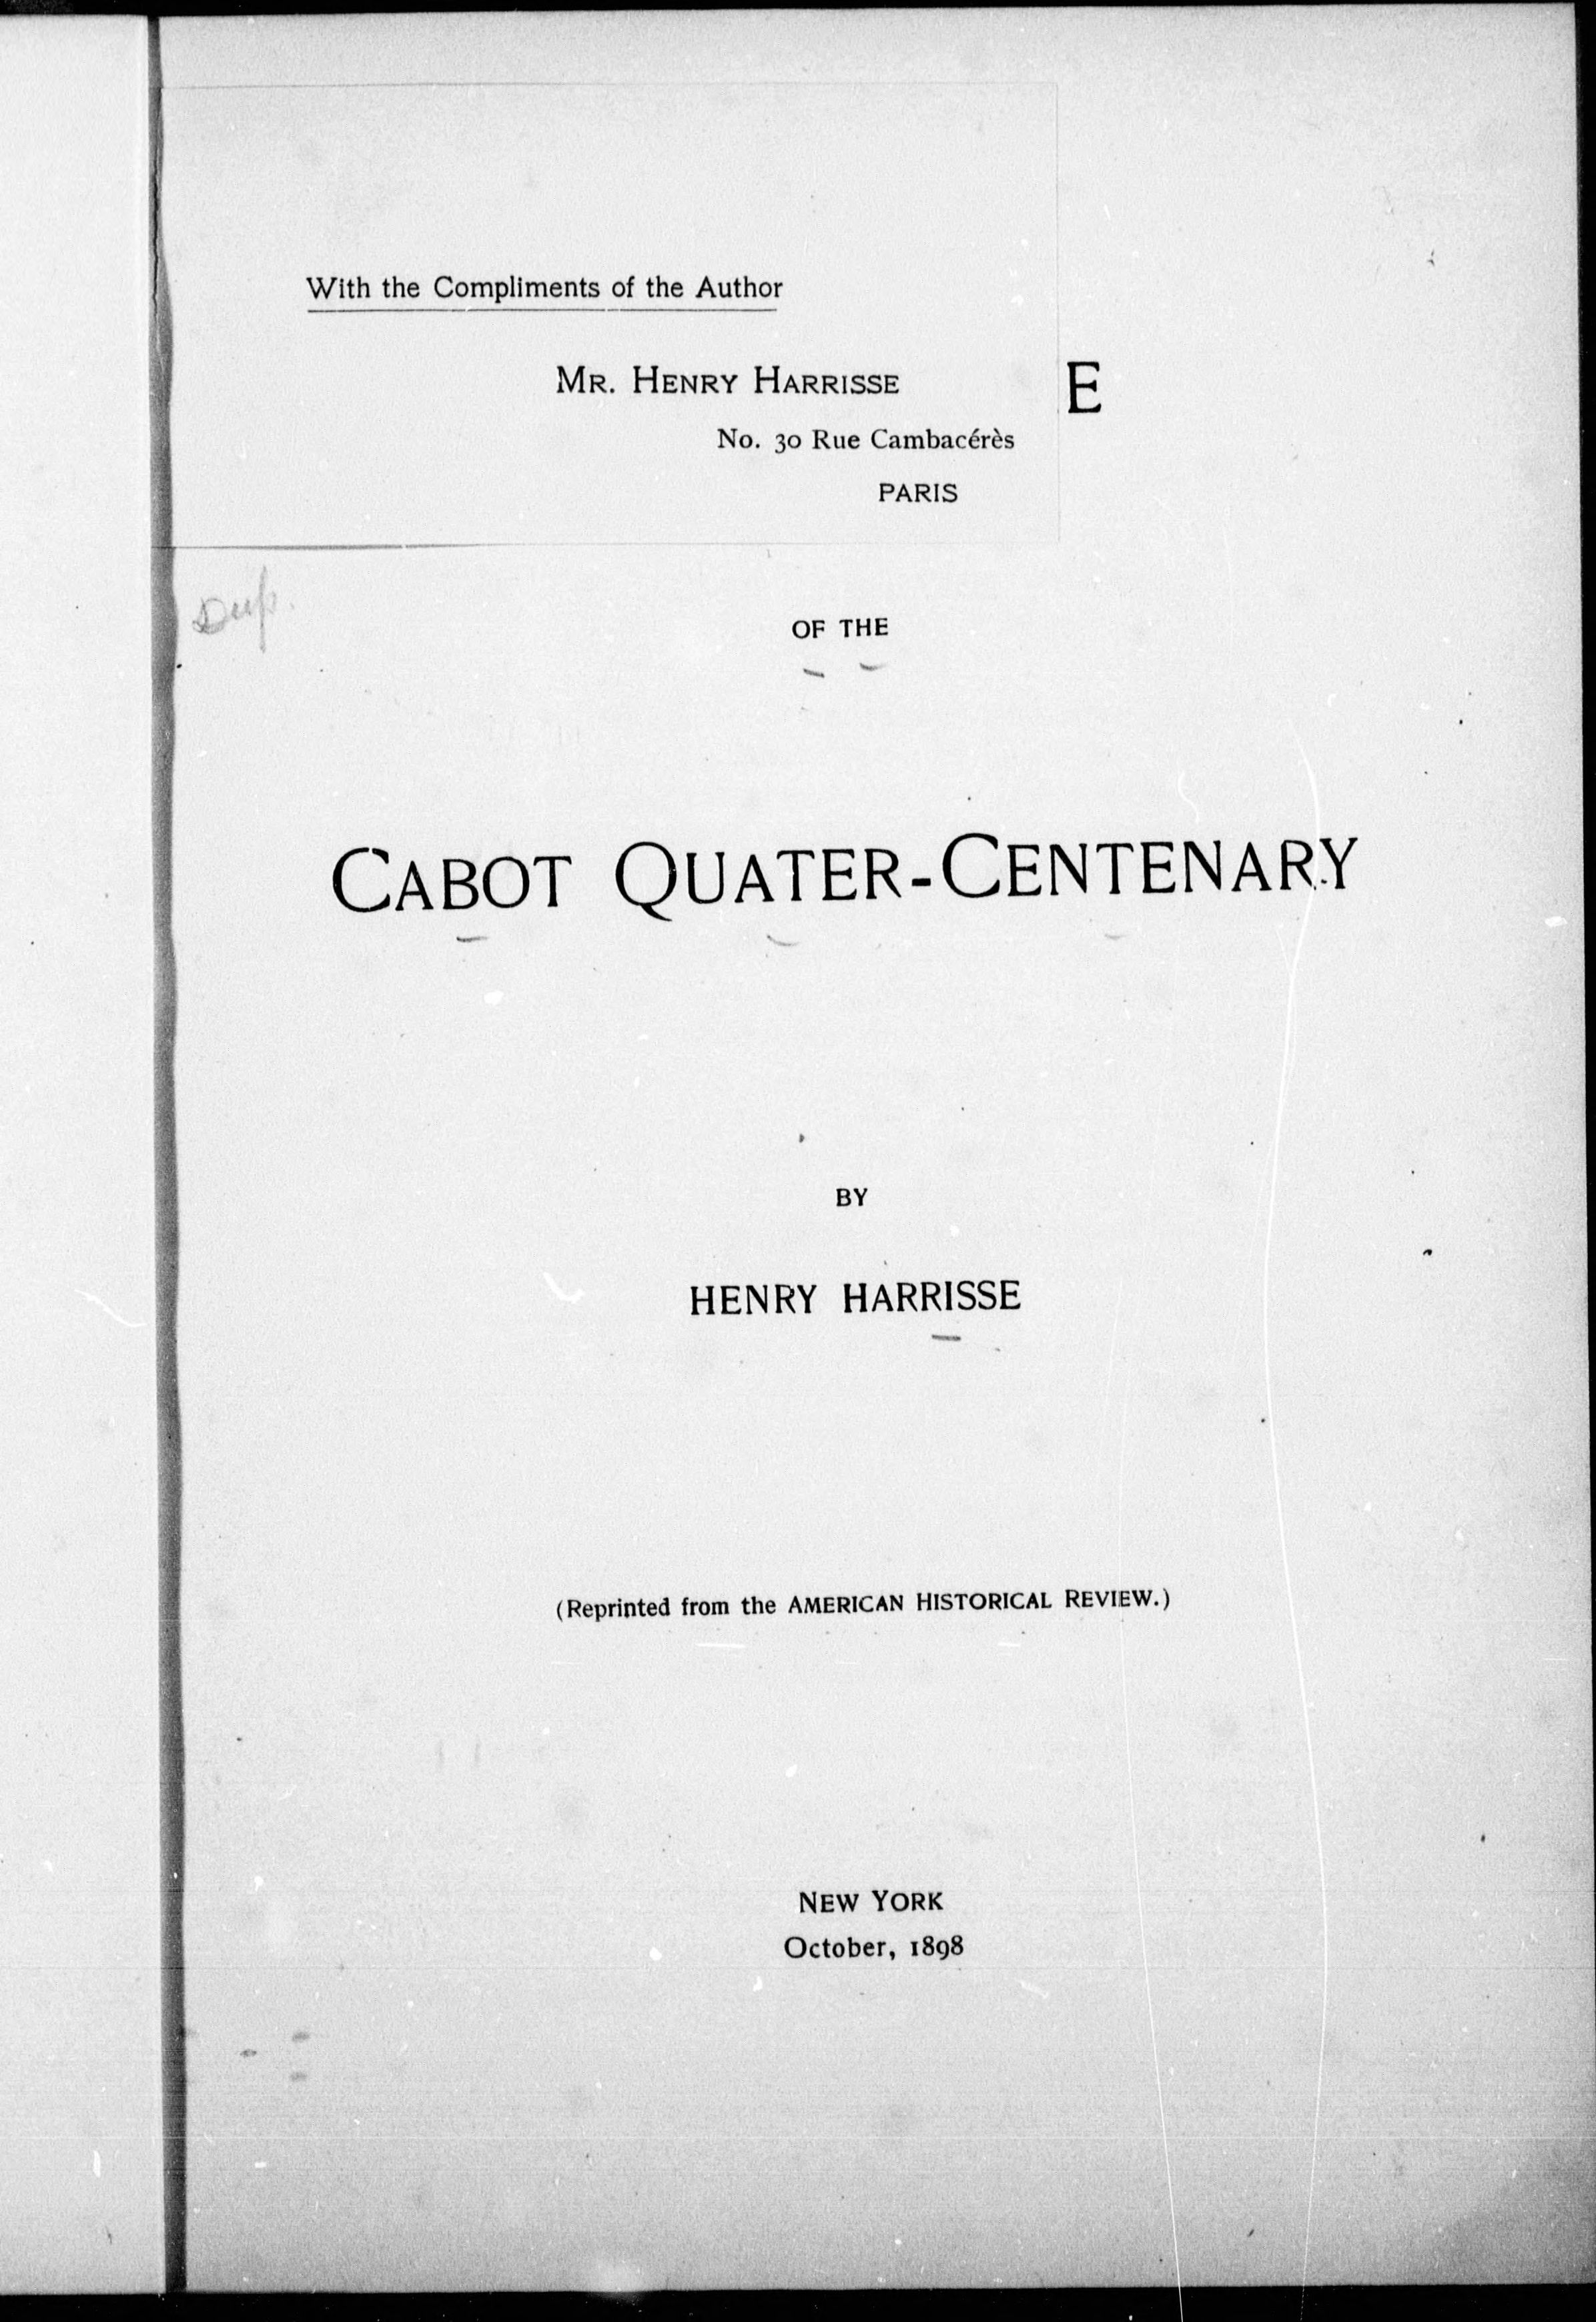 With the Compliments of the Author
MR. HENRY HARRISSE
E
No. 30 Rue Cambacérès
PARIS
Dup.
OF THE
CABOT QUATER-CENTENARY
BY
HENRY HARRISSE
(Reprinted from the AMERICAN HISTORICAL REVIEW.)
NEW YORK
October, 1898